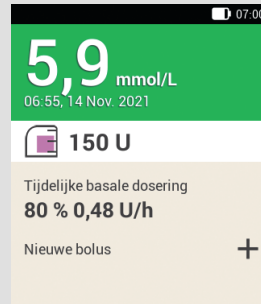 07:00
5,9 mmol/L
06:55, 14 Nov. 2021
150 U
Tijdelijke basale dosering
80 % 0,48 U/h
Nieuwe bolus +